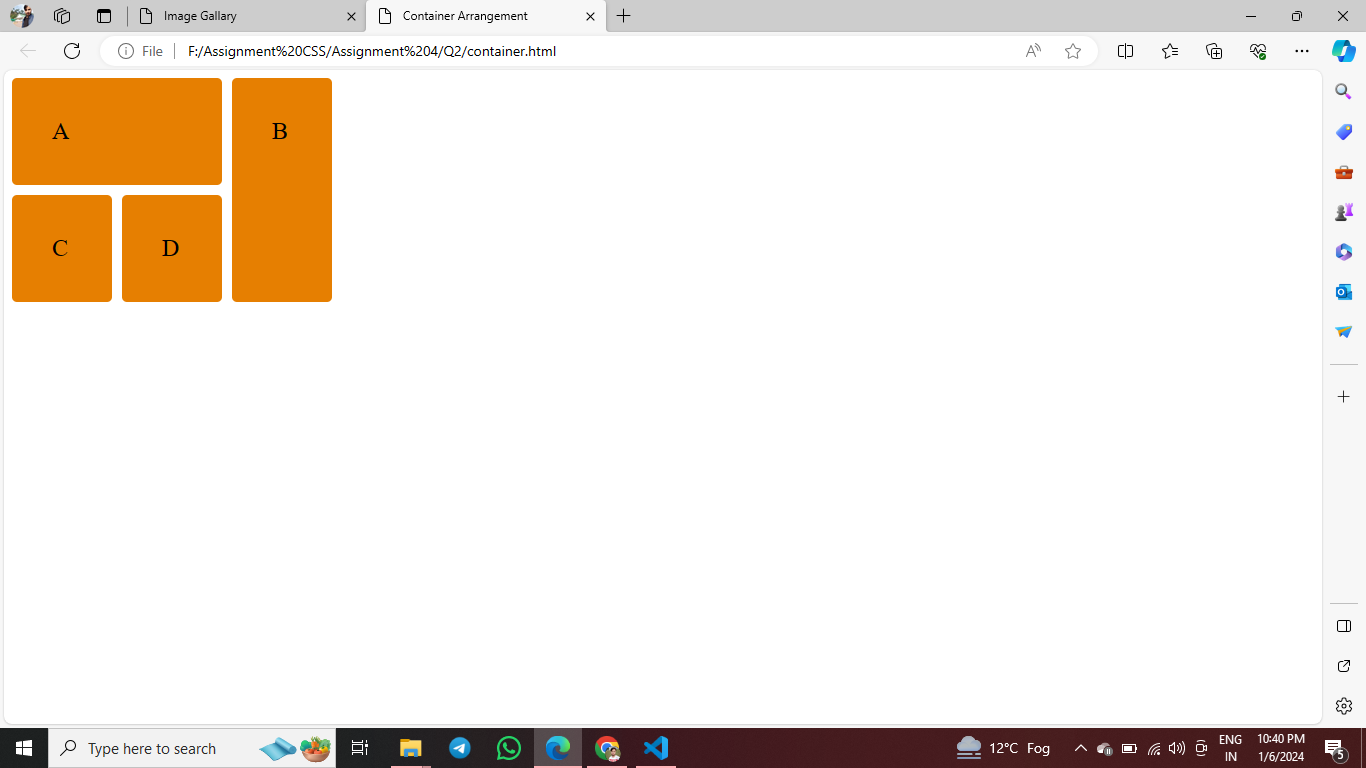 Image Gallary
Container Arrangement
File
F:/Assignment%20CSS/Assignment%204/Q2/container.html
A
B
C
D
Type here to search
12°C Fog
ENG
IN
10:40 PM
1/6/2024
5